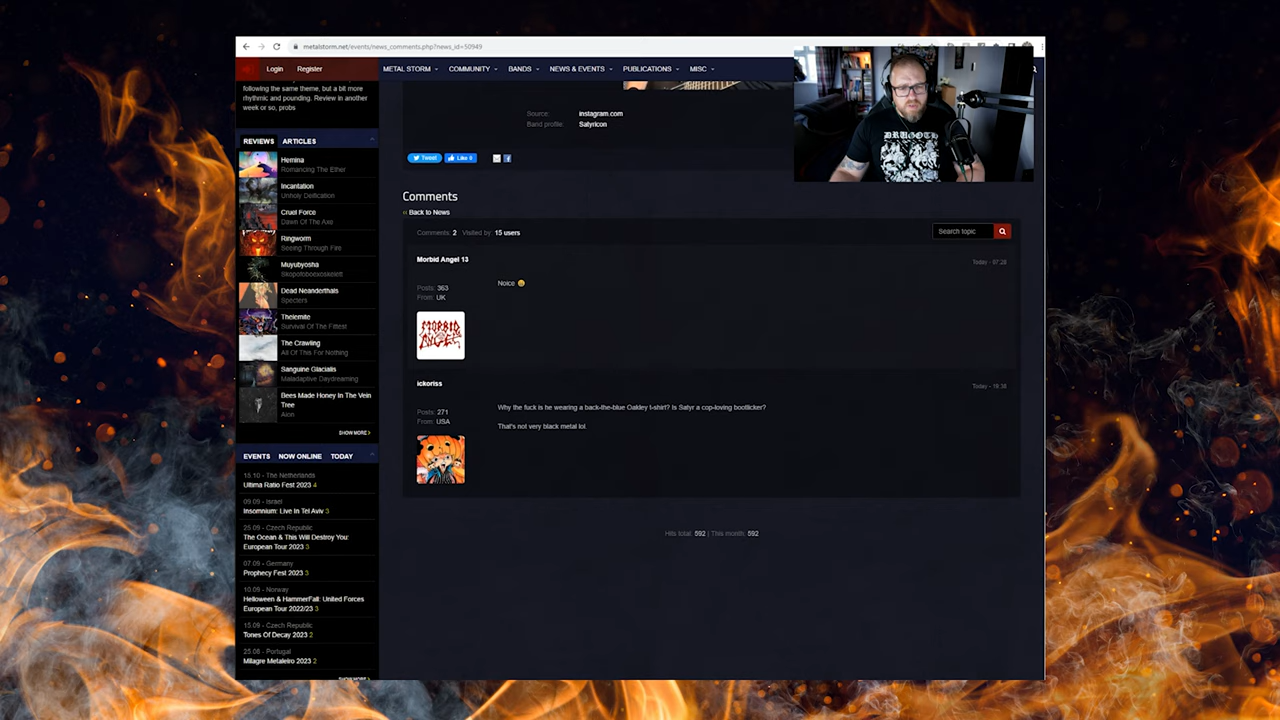 metalstorm.net/events/news_comments.php?news_id=50949
Login Register
METAL STORM COMMUNITY BANDS NEWS & EVENTS PUBLICATIONS MISC
following the same theme, but a bit more
rhythmic and pounding. Review in another
week or so, probs
REVIEWS ARTICLES
Hemina
Romancing The Ether
Incantation
Unholy Deification
Cruel Force
Dawn Of The Axe
Ringworm
Seeing Through Fire
Muyubyosha
Skopofoboexoskelett
Dead Neanderthals
Specters
Thelemite
Survival Of The Fittest
The Crawling
All Of This For Nothing
Sanguine Glacialis
Maladaptive Daydreaming
Bees Made Honey In The Vein
Tree
Aion
SHOW MORE
EVENTS NOW ONLINE TODAY
18.10 - The Netherlands
Ultima Ratio Fest 2023 4
09.09 - Israel
Insomnium: Live In Tel Aviv 3
25.09 - Czech Republic
The Ocean & This Will Destroy You:
European Tour 2023 3
07.09 - Germany
Prophecy Fest 2023 3
10.09 - Norway
Helloween & HammerFall: United Forces
European Tour 2022/23 3
15.09 - Czech Republic
Tones Of Decay 2023 2
25.08 - Portugal
Milagre Metaleiro 2023 2
SHOW MORE
Source: instagram.com
Band profile: Satyricon
Tweet Like 0
Comments
‹‹ Back to News
Comments: 2 Visited by: 15 users
Search topic
Morbid Angel 13
Today - 07:28
Posts: 363
From: UK
Noice
MORBID
ANGEL
ickoriss
Today - 19:38
Posts: 271
From: USA
Why the fuck is he wearing a back-the-blue Oakley t-shirt? Is Satyr a cop-loving bootlicker?
That's not very black metal lol.
Hits total: 592 | This month: 592
DRUGOTH